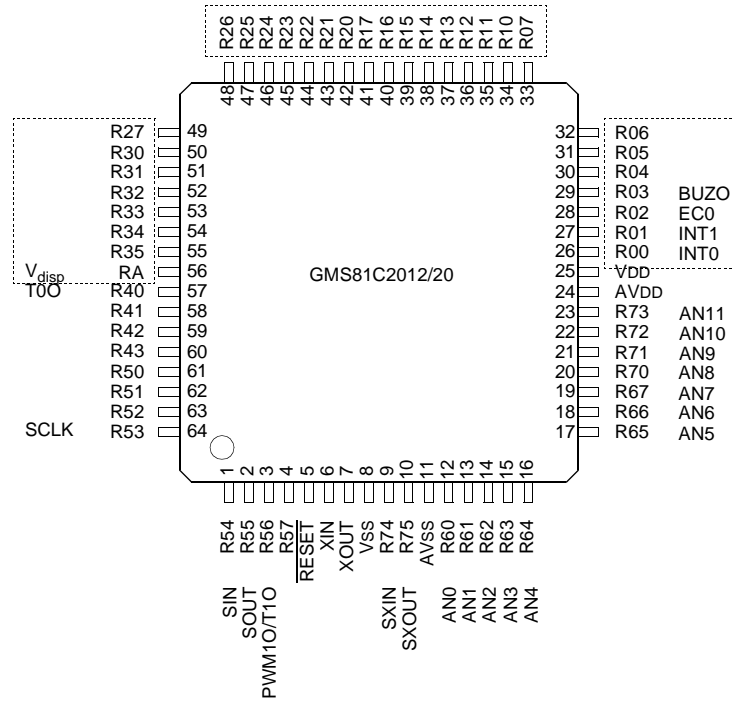 R26 R25 R24 R23 R22 R21 R20 R17 R16 R15 R14 R13 R12 R11 R10 R07
48 47 46 45 44 43 42 41 40 39 38 37 36 35 34 33
R27 49 32 R06
R30 50 31 R05
R31 51 30 R04
R32 52 29 R03 BUZO
R33 53 28 R02 EC0
R34 54 27 R01 INT1
R35 55 26 R00 INT0
Vdisp RA 56 GMS81C2012/20 25 VDD
T0O R40 57 24 AVDD
R41 58 23 R73 AN11
R42 59 22 R72 AN10
R43 60 21 R71 AN9
R50 61 20 R70 AN8
R51 62 19 R67 AN7
R52 63 18 R66 AN6
SCLK R53 64 17 R65 AN5
1 2 3 4 5 6 7 8 9 10 11 12 13 14 15 16
R54 R55 R56 R57 RESET XIN XOUT VSS R74 R75 AVSS R60 R61 R62 R63 R64
SIN SOUT PWM1O/T1O SXIN SXOUT AN0 AN1 AN2 AN3 AN4